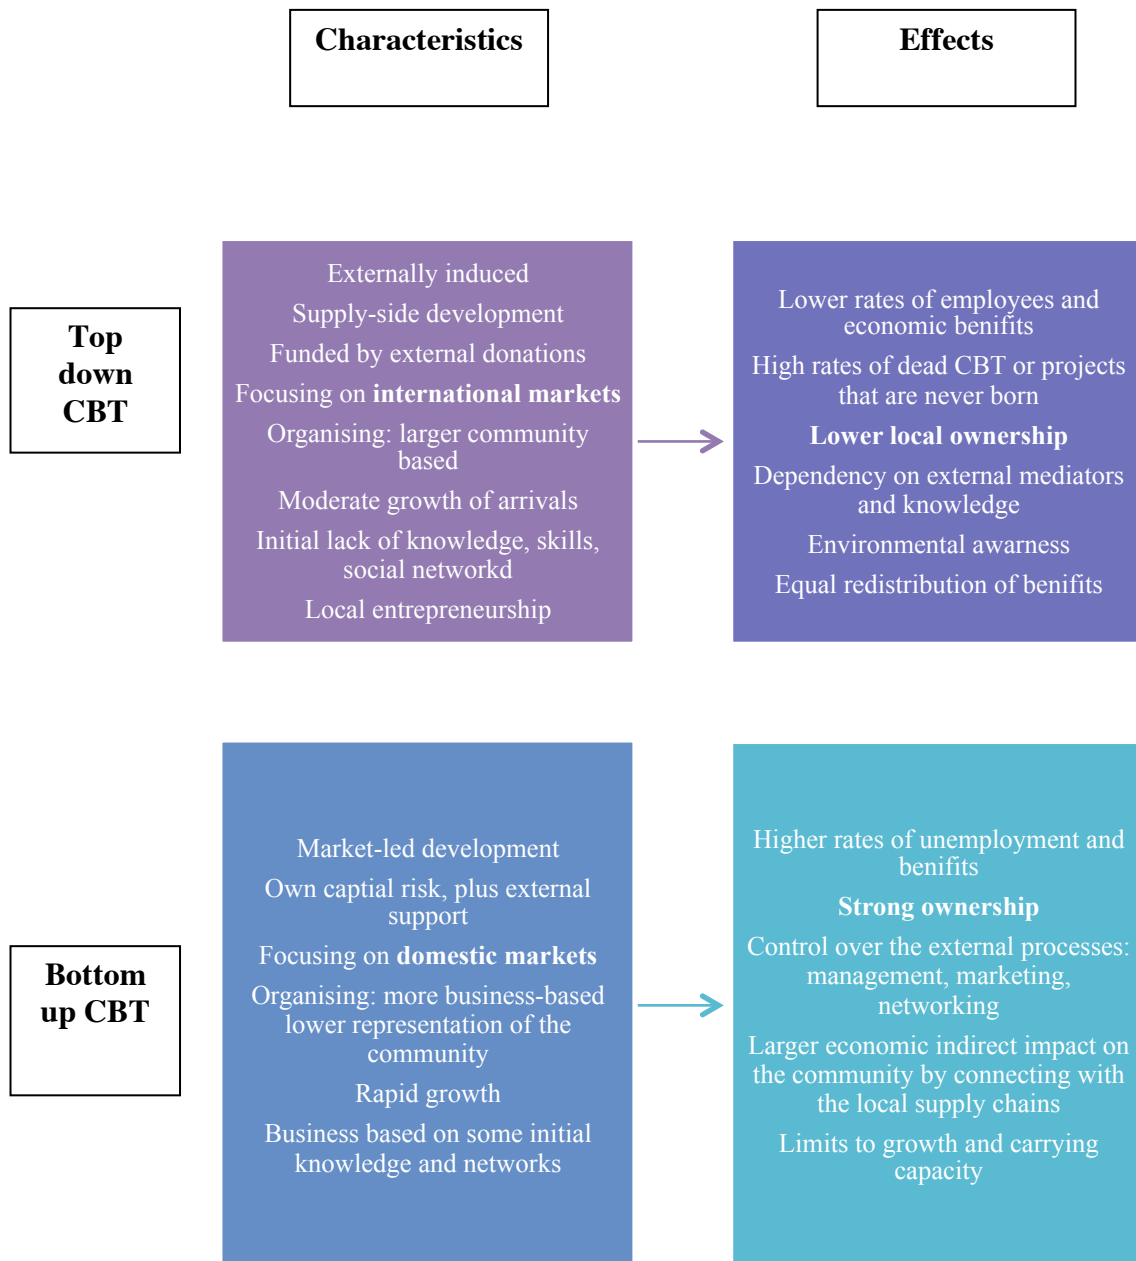 Characteristics
Effects
Top
down
CBT
Externally induced
Supply-side development
Funded by external donations
Focusing on international markets
Organising: larger community
based
Moderate growth of arrivals
Initial lack of knowledge, skills,
social networkd
Local entrepreneurship
Lower rates of employees and
economic benifits
High rates of dead CBT or projects
that are never born
Lower local ownership
Dependency on external mediators
and knowledge
Environmental awarness
Equal redistribution of benifits
Bottom
up CBT
Market-led development
Own captial risk, plus external
support
Focusing on domestic markets
Organising: more business-based
lower representation of the
community
Rapid growth
Business based on some initial
knowledge and networks
Higher rates of unemployment and
benifits
Strong ownership
Control over the external processes:
management, marketing,
networking
Larger economic indirect impact on
the community by connecting with
the local supply chains
Limits to growth and carrying
capacity